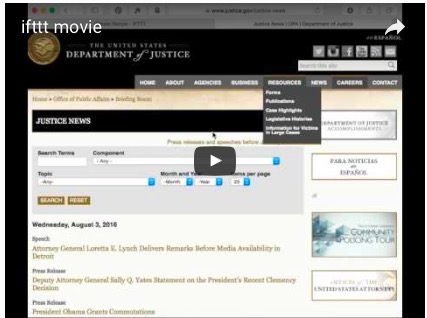 ifttt movie
www.justice.gov
Justice News | OPA | Department of Justice
en ESPAÑOL
THE UNITED STATES
DEPARTMENT of JUSTICE
Search this site
HOME ABOUT AGENCIES BUSINESS RESOURCES NEWS CAREERS CONTACT
Forms
Publications
Case Highlights
Legislative Histories
Information for Victims
in Large Cases
Home » Office of Public Affairs » Briefing Room
JUSTICE NEWS
DEPARTMENT OF JUSTICE
ACCOMPLISHMENTS
Press releases and speeches before
Search Terms Component
- Any -
Topic Month and Year Items per page
- Any - -Month -Year 25
SEARCH RESET
PARA NOTICIAS
en
ESPAÑOL
COMMUNITY
POLICING TOUR
OFFICES of THE
UNITED STATES ATTORNEYS
Wednesday, August 3, 2016
Speech
Attorney General Loretta E. Lynch Delivers Remarks Before Media Availability in
Detroit
Press Release
Deputy Attorney General Sally Q. Yates Statement on the President's Recent Clemency
Decision
Press Release
President Obama Grants Commutations